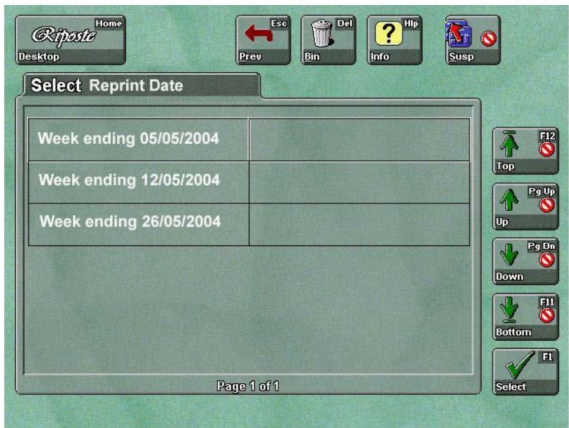 Home
Riposte
Desktop
Esc
Prev
Del
Bin
Hlp
?
Info
Susp
Select Reprint Date
Week ending 05/05/2004
Week ending 12/05/2004
Week ending 26/05/2004
F12
Top
Pg Up
Up
Pg Dn
Down
F11
Bottom
F1
Select
Page 1 of 1